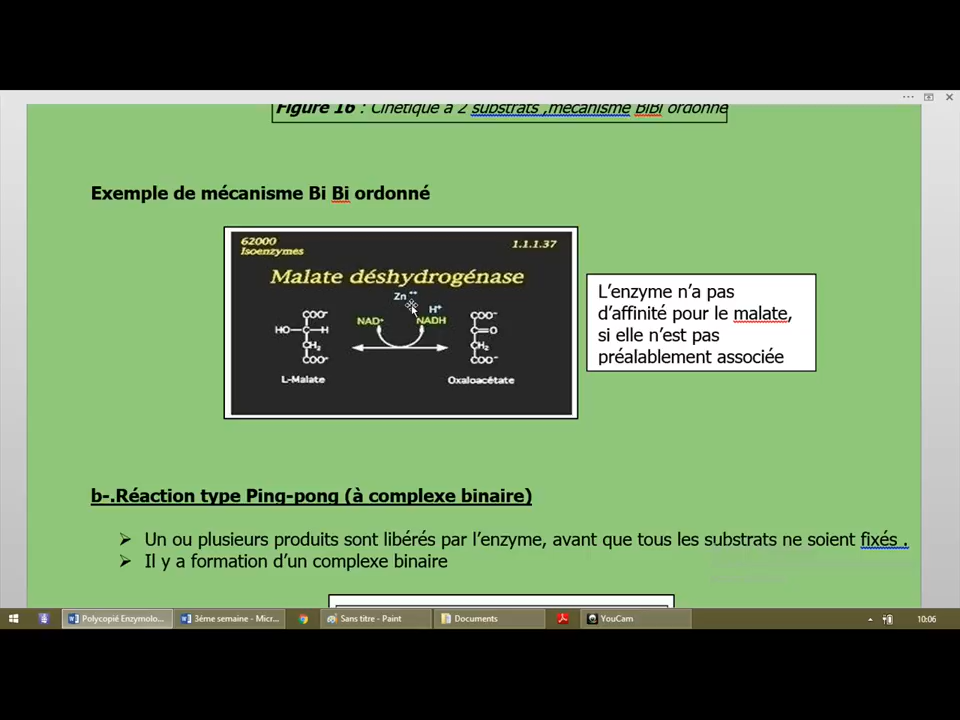 Figure 16 : Cinétique à 2 substrats ,mécanisme BiBi ordonné
Exemple de mécanisme Bi Bi ordonné
62000
Isoenzymes
1.1.1.37
Malate déshydrogénase
Zn++
H+
NAD+
NADH
COO-
HO-C-H
CH2
COO-
COO-
C=O
CH2
COO-
L-Malate
Oxaloacétate
L’enzyme n’a pas
d’affinité pour le malate,
si elle n’est pas
préalablement associée
b-.Réaction type Ping-pong (à complexe binaire)
Un ou plusieurs produits sont libérés par l’enzyme, avant que tous les substrats ne soient fixés .
Il y a formation d’un complexe binaire
Polycopié Enzymolo...
3éme semaine - Micr...
Sans titre - Paint
Documents
YouCam
10:06